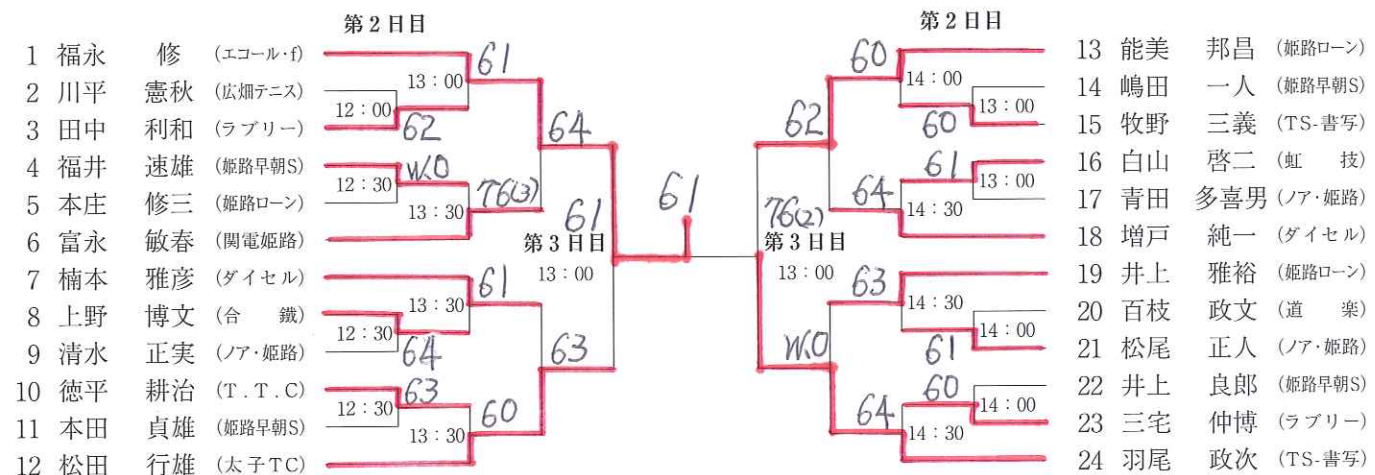 第2日目
1 福永 修 (エコール・f)
61
13:00
2 川平 憲秋 (広畑テニス)
12:00
3 田中 利和 (ラブリー)
62
64
4 福井 速雄 (姫路早朝S)
W.O
12:30
5 本庄 修三 (姫路ローン)
76(3)
13:30
6 富永 敏春 (関電姫路)
61
第3日目
13:00
7 楠本 雅彦 (ダイセル)
61
13:30
8 上野 博文 (合 鐵)
12:30
9 清水 正実 (ノア・姫路)
64
63
10 徳平 耕治 (T.T.C)
63
12:30
11 本田 貞雄 (姫路早朝S)
60
13:30
12 松田 行雄 (太子TC)
61
第2日目
60
13 能美 邦昌 (姫路ローン)
14:00
14 嶋田 一人 (姫路早朝S)
13:00
15 牧野 三義 (TS-書写)
60
62
16 白山 啓二 (虹 技)
61
13:00
17 青田 多喜男 (ノア・姫路)
64
14:30
18 増戸 純一 (ダイセル)
76(2)
第3日目
13:00
19 井上 雅裕 (姫路ローン)
63
14:30
20 百枝 政文 (道 楽)
14:00
21 松尾 正人 (ノア・姫路)
61
W.O
22 井上 良郎 (姫路早朝S)
60
14:00
23 三宅 仲博 (ラブリー)
64
14:30
24 羽尾 政次 (TS-書写)